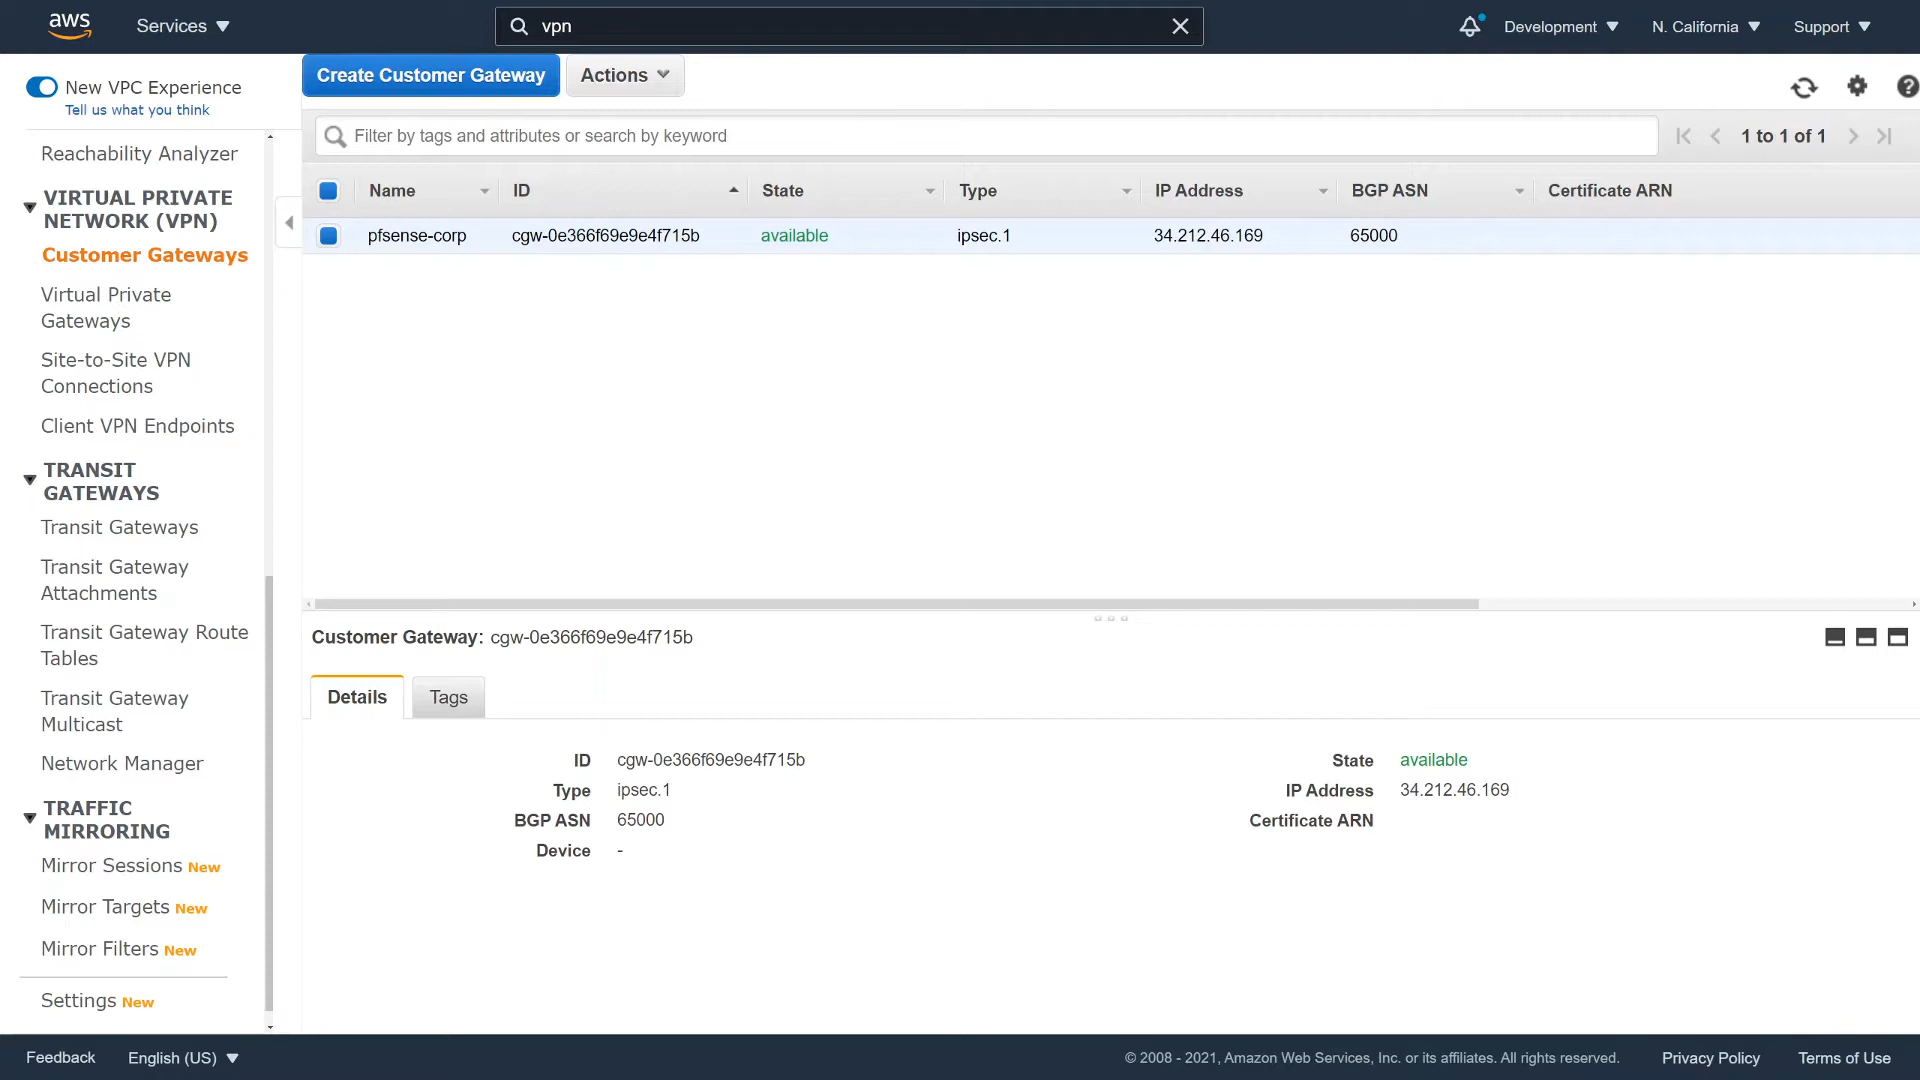 aws
Services
vpn
Development
N. California
Support
New VPC Experience
Tell us what you think
Reachability Analyzer
VIRTUAL PRIVATE
NETWORK (VPN)
Customer Gateways
Virtual Private
Gateways
Site-to-Site VPN
Connections
Client VPN Endpoints
TRANSIT
GATEWAYS
Transit Gateways
Transit Gateway
Attachments
Transit Gateway Route
Tables
Transit Gateway
Multicast
Network Manager
TRAFFIC
MIRRORING
Mirror Sessions New
Mirror Targets New
Mirror Filters New
Settings New
Create Customer Gateway
Actions
?
Filter by tags and attributes or search by keyword
1 to 1 of 1
Name ID State Type IP Address BGP ASN Certificate ARN
pfsense-corp cgw-0e366f69e9e4f715b available ipsec.1 34.212.46.169 65000
Customer Gateway: cgw-0e366f69e9e4f715b
Details
Tags
ID cgw-0e366f69e9e4f715b
Type ipsec.1
BGP ASN 65000
Device -
State available
IP Address 34.212.46.169
Certificate ARN
Feedback
English (US)
© 2008 - 2021, Amazon Web Services, Inc. or its affiliates. All rights reserved.
Privacy Policy
Terms of Use